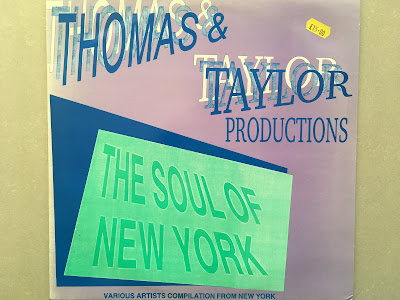 THOMAS &
TAYLOR
PRODUCTIONS
THE SOUL OF
NEW YORK
VARIOUS ARTISTS COMPILATION FROM NEW YORK